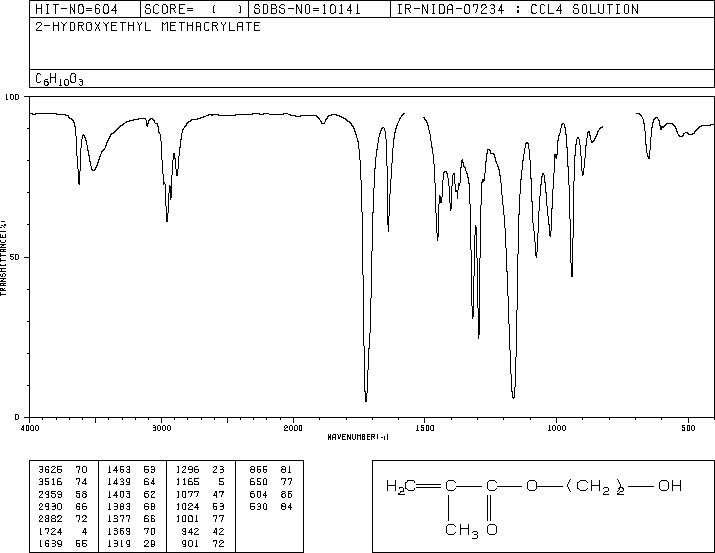 HIT-NO=604 SCORE= ( ) SDBS-NO=10141 IR-NIDA-07234 : CCL4 SOLUTION
2-HYDROXYETHYL METHACRYLATE
C6H10O3
100
50
0
TRANSMITTANCE(%)
4000 3000 2000 1500 1000 500
WAVENUMBER(-1)
3625 70 1453 53 1296 23 866 81
3516 74 1439 64 1165 5 650 77
2959 58 1403 62 1077 47 604 86
2930 66 1383 68 1024 53 530 84
2882 72 1377 66 1001 77
1724 4 1369 70 942 42
1639 55 1319 29 901 72
H2C=C—C—O—(CH2)2—OH
CH3 O